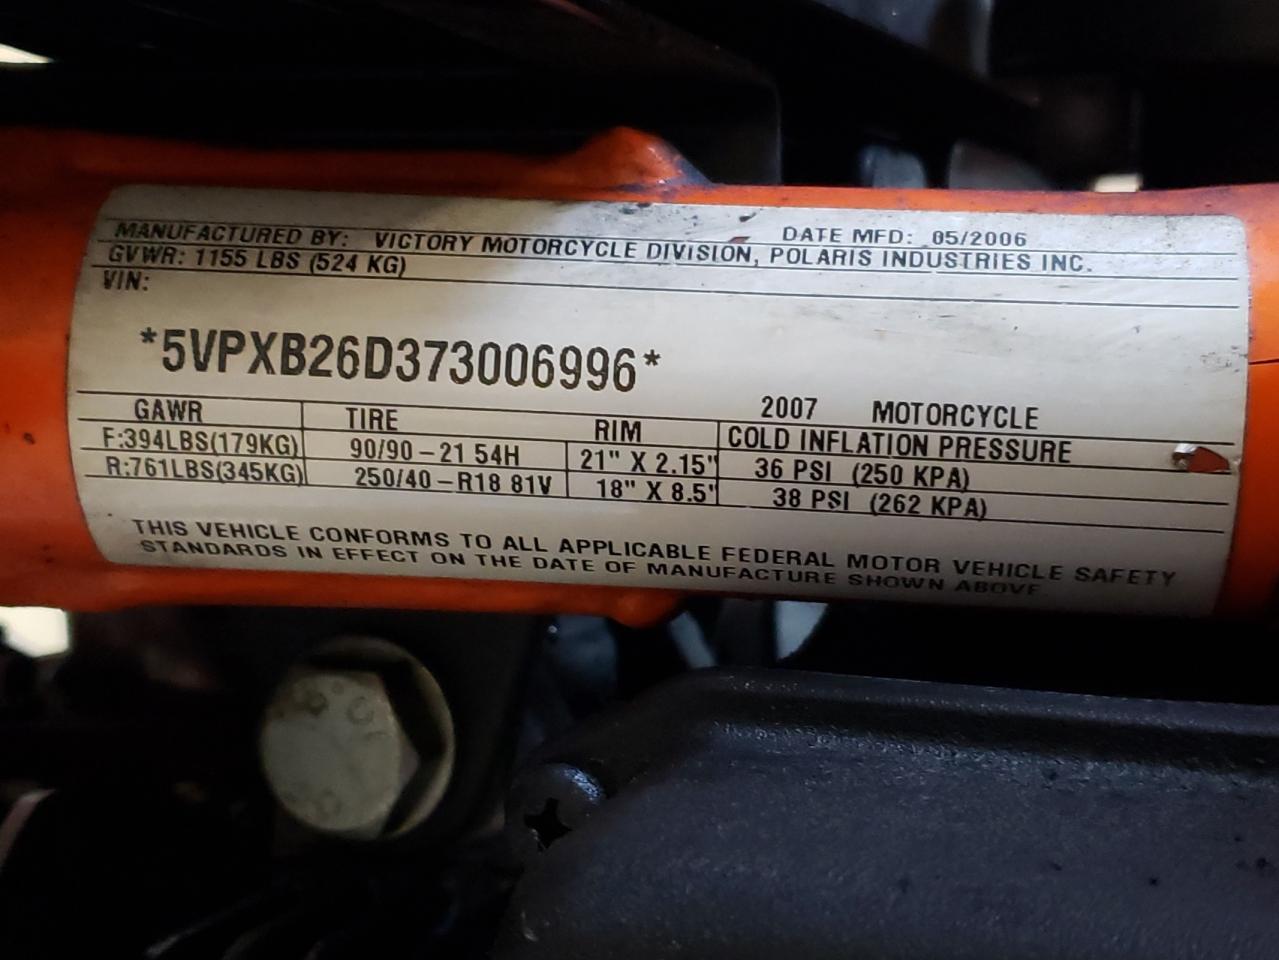 DATE MFD: 05/2006
MANUFACTURED BY: VICTORY MOTORCYCLE DIVISION, POLARIS INDUSTRIES INC.
GVWR: 1155 LBS (524 KG)
VIN:
*5VPXB26D373006996*
2007 MOTORCYCLE
GAWR TIRE RIM COLD INFLATION PRESSURE
F:394LBS(179KG) 90/90-21 54H 21" X 2.15" 36 PSI (250 KPA)
R:761LBS(345KG) 250/40-R18 81V 18" X 8.5" 38 PSI (262 KPA)
THIS VEHICLE CONFORMS TO ALL APPLICABLE FEDERAL MOTOR VEHICLE SAFETY
STANDARDS IN EFFECT ON THE DATE OF MANUFACTURE SHOWN ABOVE